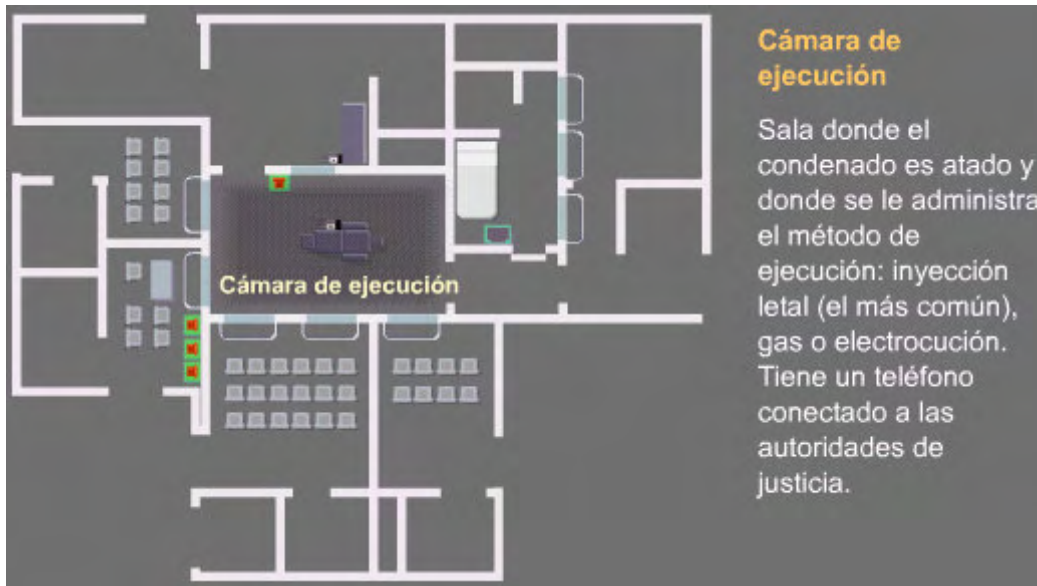 Cámara de
ejecución
Sala donde el
condenado es atado y
donde se le administra
el método de
ejecución: inyección
letal (el más común),
gas o electrocución.
Tiene un teléfono
conectado a las
autoridades de
justicia.
Cámara de ejecución